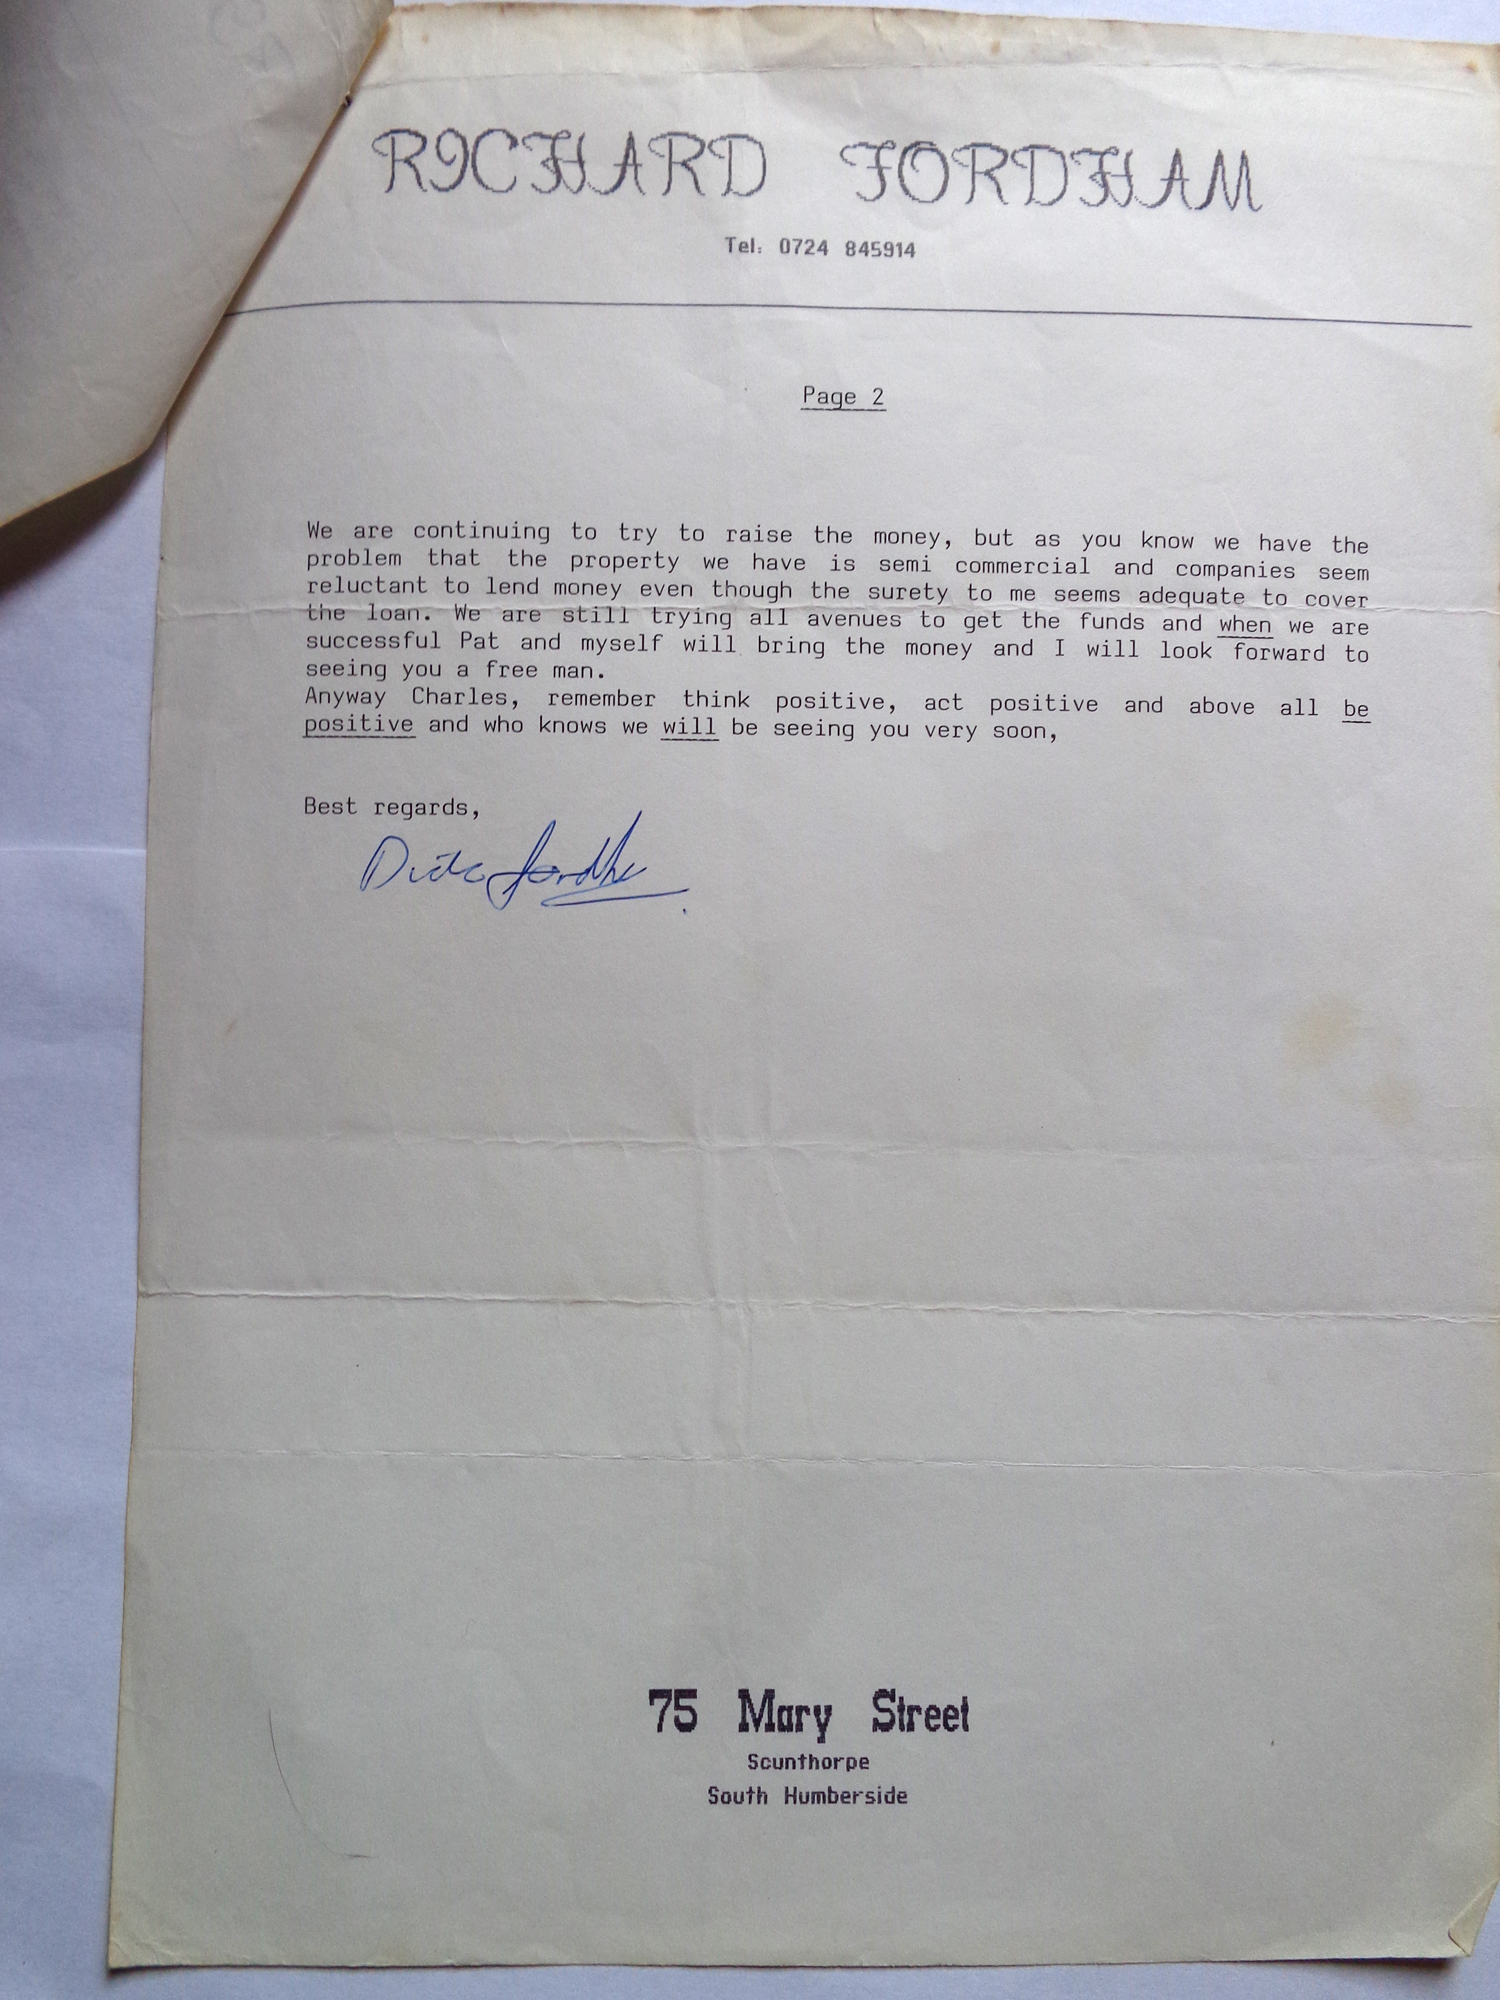 RICHARD FORDHAM
Tel: 0724 845914
Page 2
We are continuing to try to raise the money, but as you know we have the
problem that the property we have is semi commercial and companies seem
reluctant to lend money even though the surety to me seems adequate to cover
the loan. We are still trying all avenues to get the funds and when we are
successful Pat and myself will bring the money and I will look forward to
seeing you a free man.
Anyway Charles, remember think positive, act positive and above all be
positive and who knows we will be seeing you very soon,
Best regards,
75 Mary Street
Scunthorpe
South Humberside